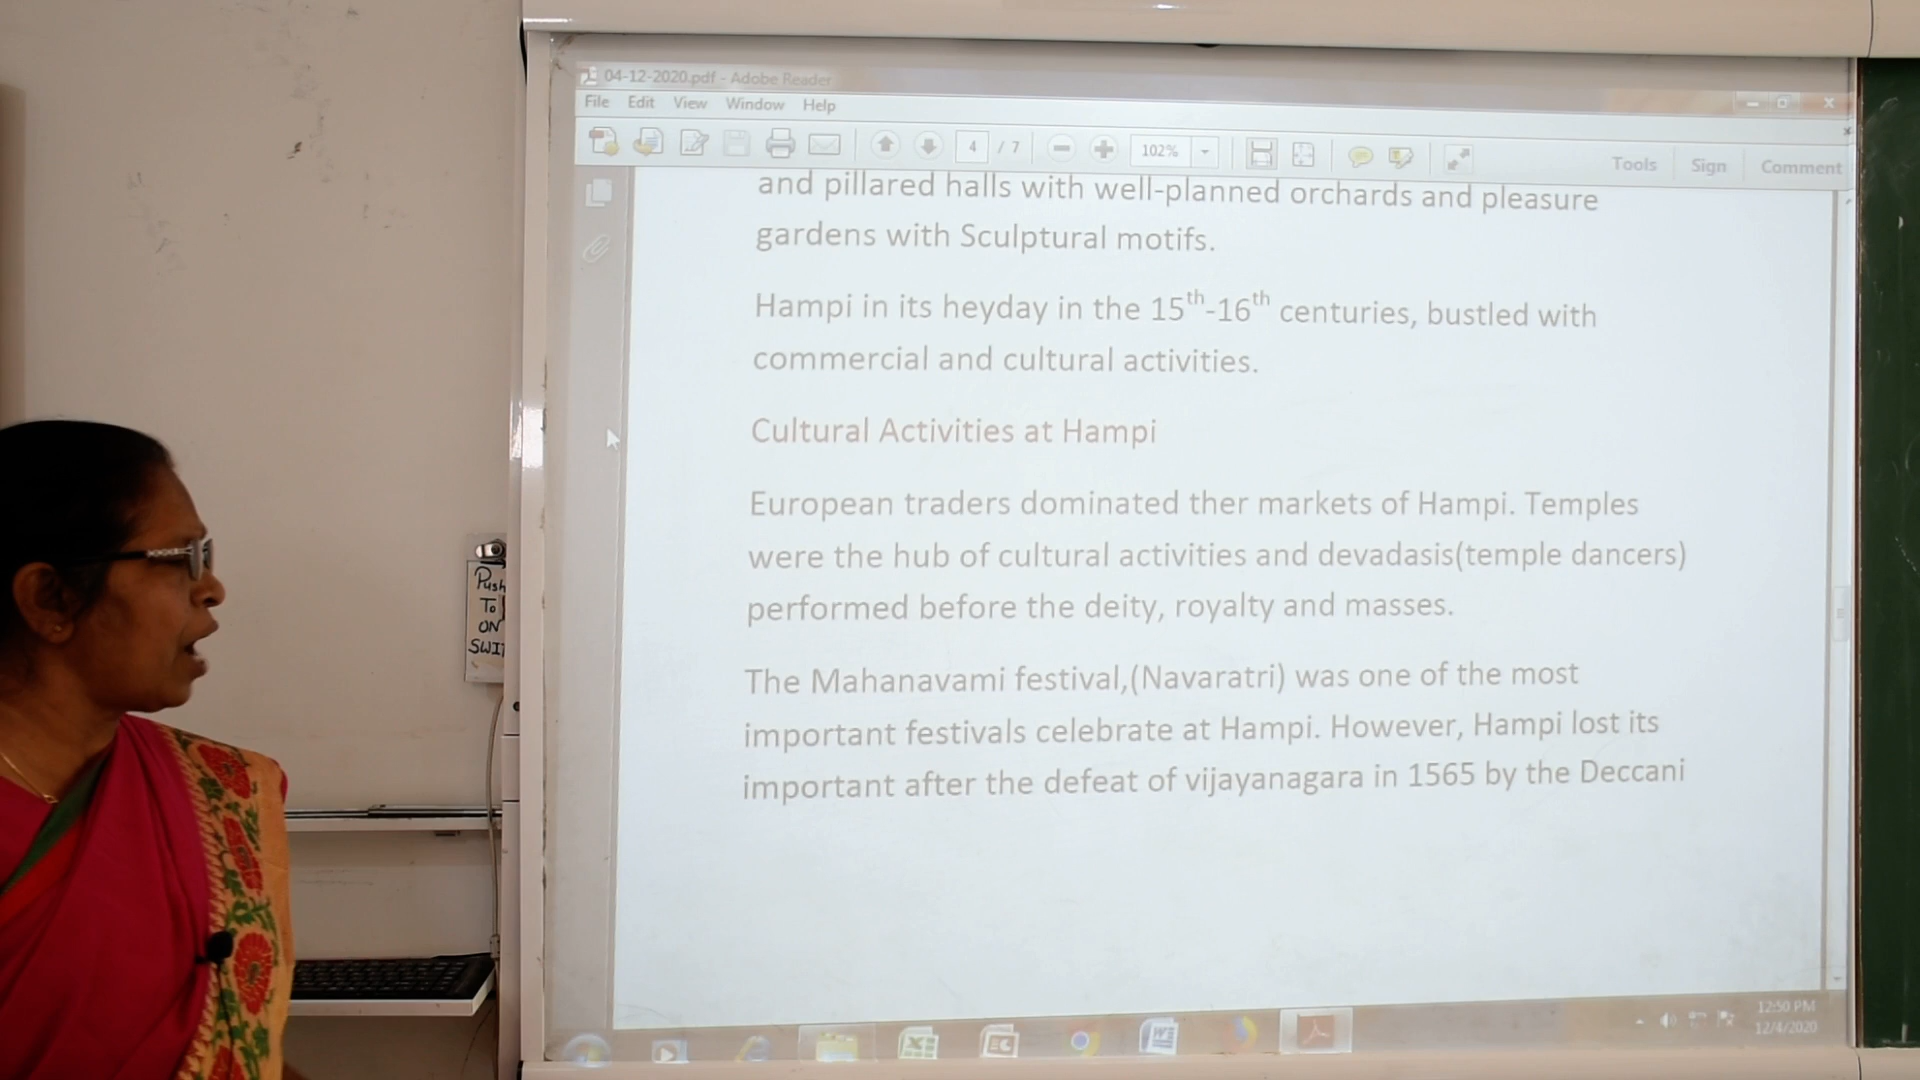 04-12-2020.pdf - Adobe Reader
File Edit View Window Help
4 / 7 102% Tools Sign Comment
and pillared halls with well-planned orchards and pleasure
gardens with Sculptural motifs.
Hampi in its heyday in the 15th-16th centuries, bustled with
commercial and cultural activities.
Cultural Activities at Hampi
European traders dominated ther markets of Hampi. Temples
were the hub of cultural activities and devadasis(temple dancers)
performed before the deity, royalty and masses.
The Mahanavami festival,(Navaratri) was one of the most
important festivals celebrate at Hampi. However, Hampi lost its
important after the defeat of vijayanagara in 1565 by the Deccani
Push
To
ON
SWI
12:50 PM
12/4/2020